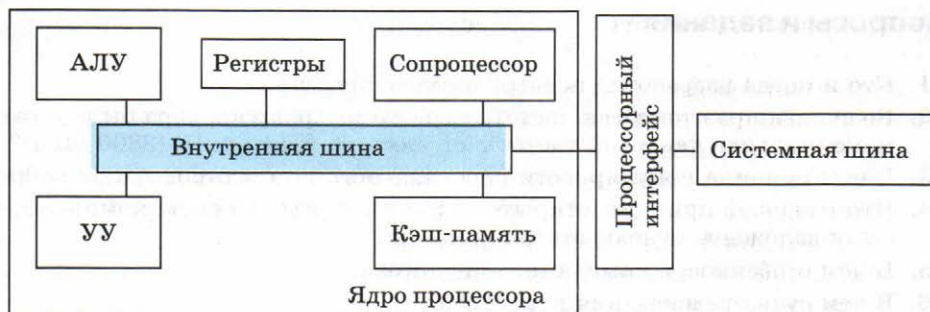 АЛУ
Регистры
Сопроцессор
Внутренняя шина
Процессорный
интерфейс
Системная шина
УУ
Кэш-память
Ядро процессора